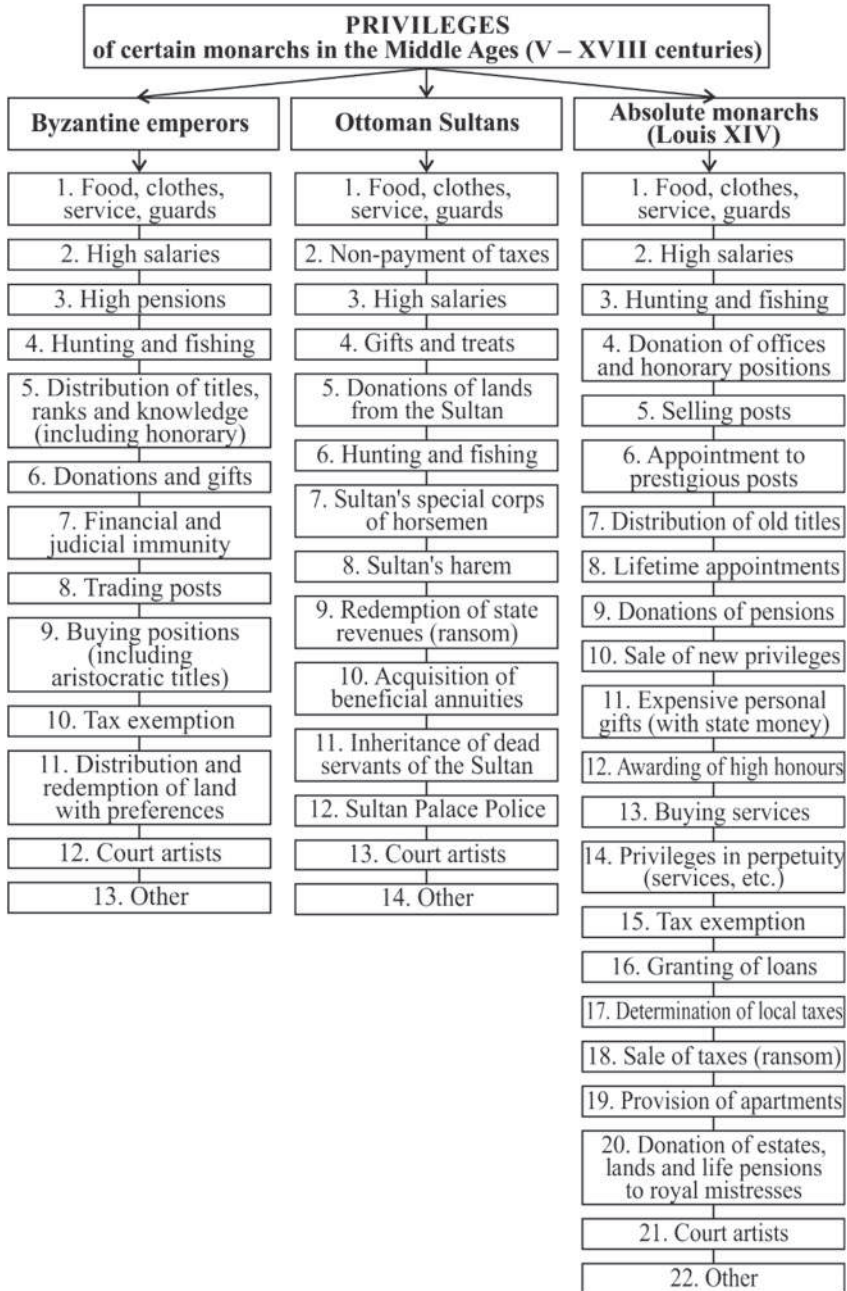 PRIVILEGES
of certain monarchs in the Middle Ages (V – XVIII centuries)
Byzantine emperors
1. Food, clothes,
service, guards
2. High salaries
3. High pensions
4. Hunting and fishing
5. Distribution of titles,
ranks and knowledge
(including honorary)
6. Donations and gifts
7. Financial and
judicial immunity
8. Trading posts
9. Buying positions
(including
aristocratic titles)
10. Tax exemption
11. Distribution and
redemption of land
with preferences
12. Court artists
13. Other
Ottoman Sultans
1. Food, clothes,
service, guards
2. Non-payment of taxes
3. High salaries
4. Gifts and treats
5. Donations of lands
from the Sultan
6. Hunting and fishing
7. Sultan's special corps
of horsemen
8. Sultan's harem
9. Redemption of state
revenues (ransom)
10. Acquisition of
beneficial annuities
11. Inheritance of dead
servants of the Sultan
12. Sultan Palace Police
13. Court artists
14. Other
Absolute monarchs
(Louis XIV)
1. Food, clothes,
service, guards
2. High salaries
3. Hunting and fishing
4. Donation of offices
and honorary positions
5. Selling posts
6. Appointment to
prestigious posts
7. Distribution of old titles
8. Lifetime appointments
9. Donations of pensions
10. Sale of new privileges
11. Expensive personal
gifts (with state money)
12. Awarding of high honours
13. Buying services
14. Privileges in perpetuity
(services, etc.)
15. Tax exemption
16. Granting of loans
17. Determination of local taxes
18. Sale of taxes (ransom)
19. Provision of apartments
20. Donation of estates,
lands and life pensions
to royal mistresses
21. Court artists
22. Other